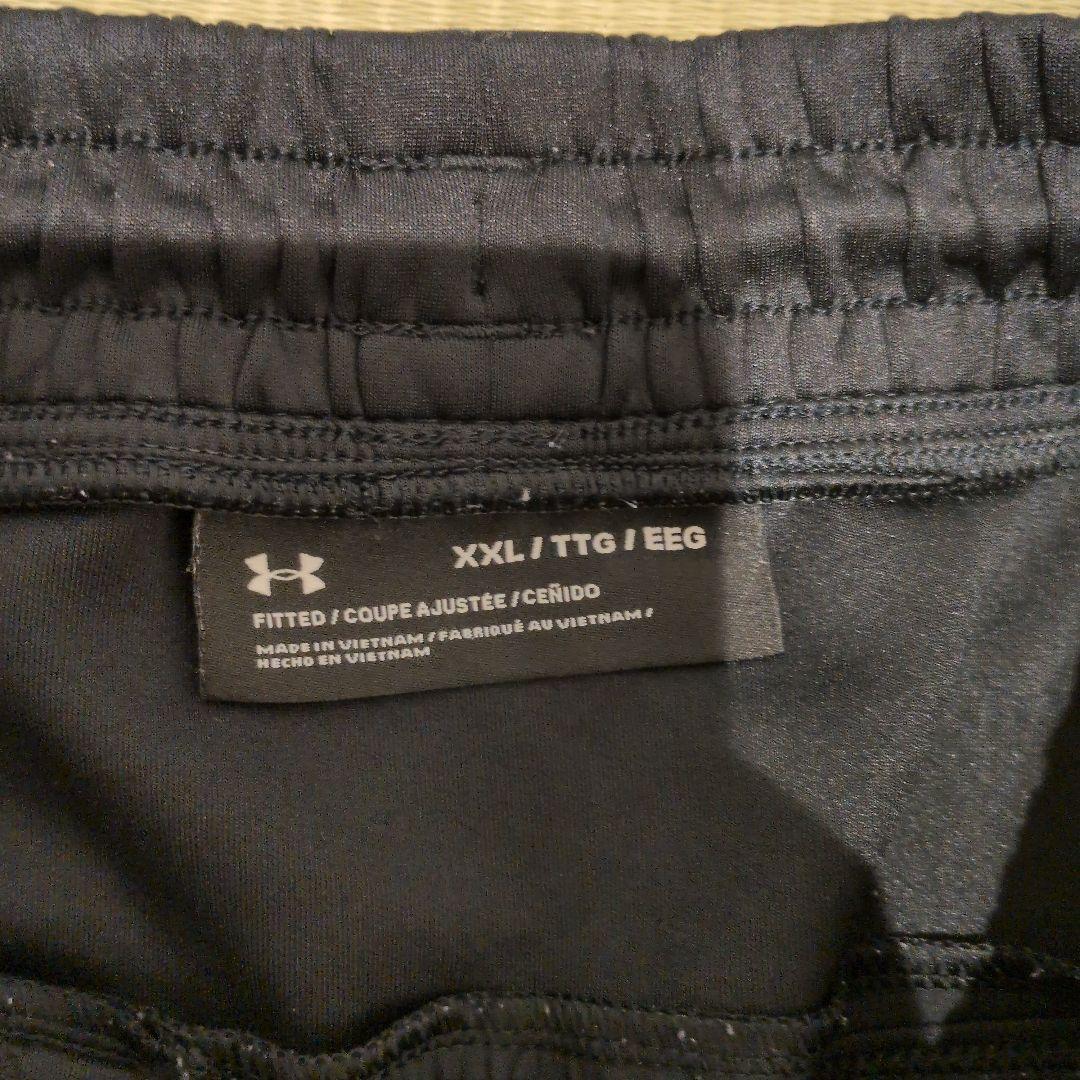 XXL / TTG / EEG
FITTED / COUPE AJUSTÉE / CEÑIDO
MADE IN VIETNAM / FABRIQUÉ AU VIETNAM /
HECHO EN VIETNAM